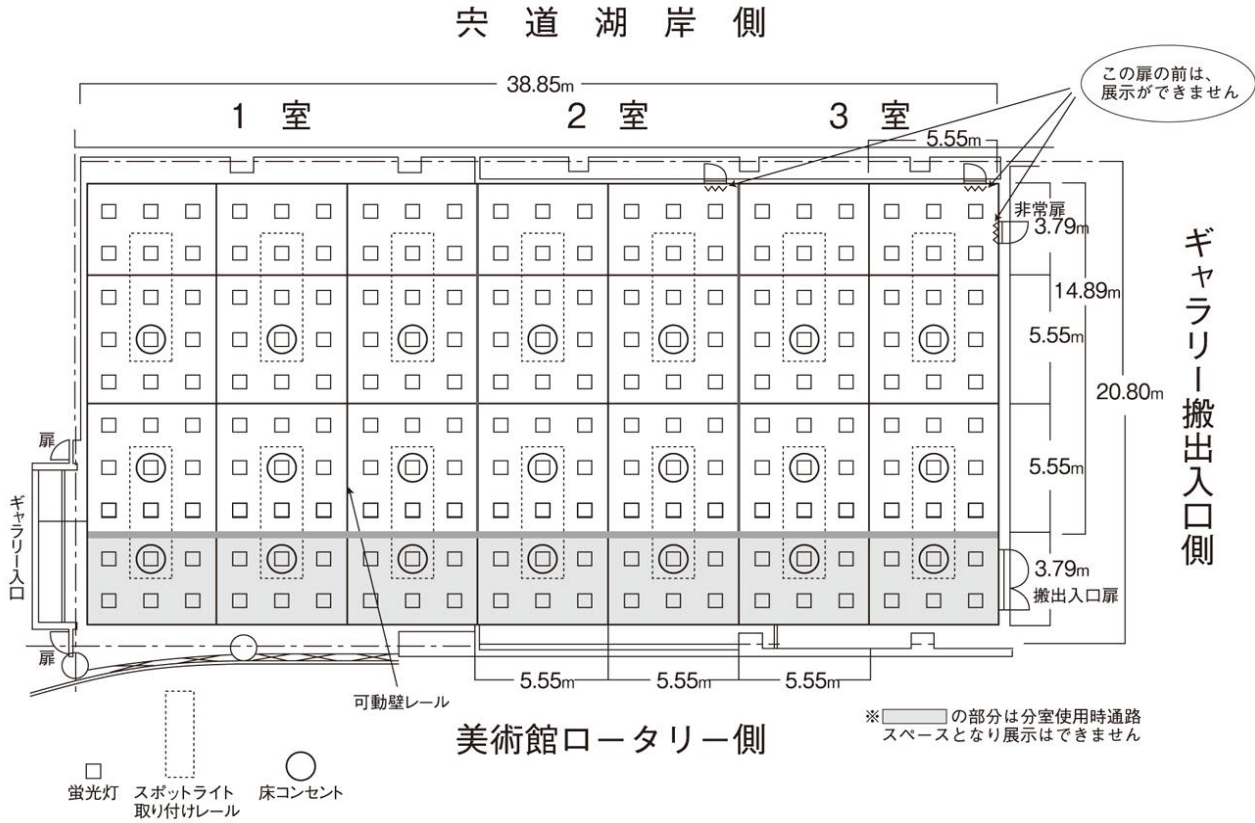 宍道湖岸側
38.85m
この扉の前は、
展示ができません
1室
2室
3室
5.55m
非常扉
3.79m
14.89m
5.55m
20.80m
5.55m
3.79m
搬出入口扉
ギャラリー搬出入口側
扉
ギャラリー入口
扉
5.55m
5.55m
5.55m
可動壁レール
美術館ロータリー側
※ の部分は分室使用時通路
スペースとなり展示はできません
蛍光灯
スポットライト
取り付けレール
床コンセント